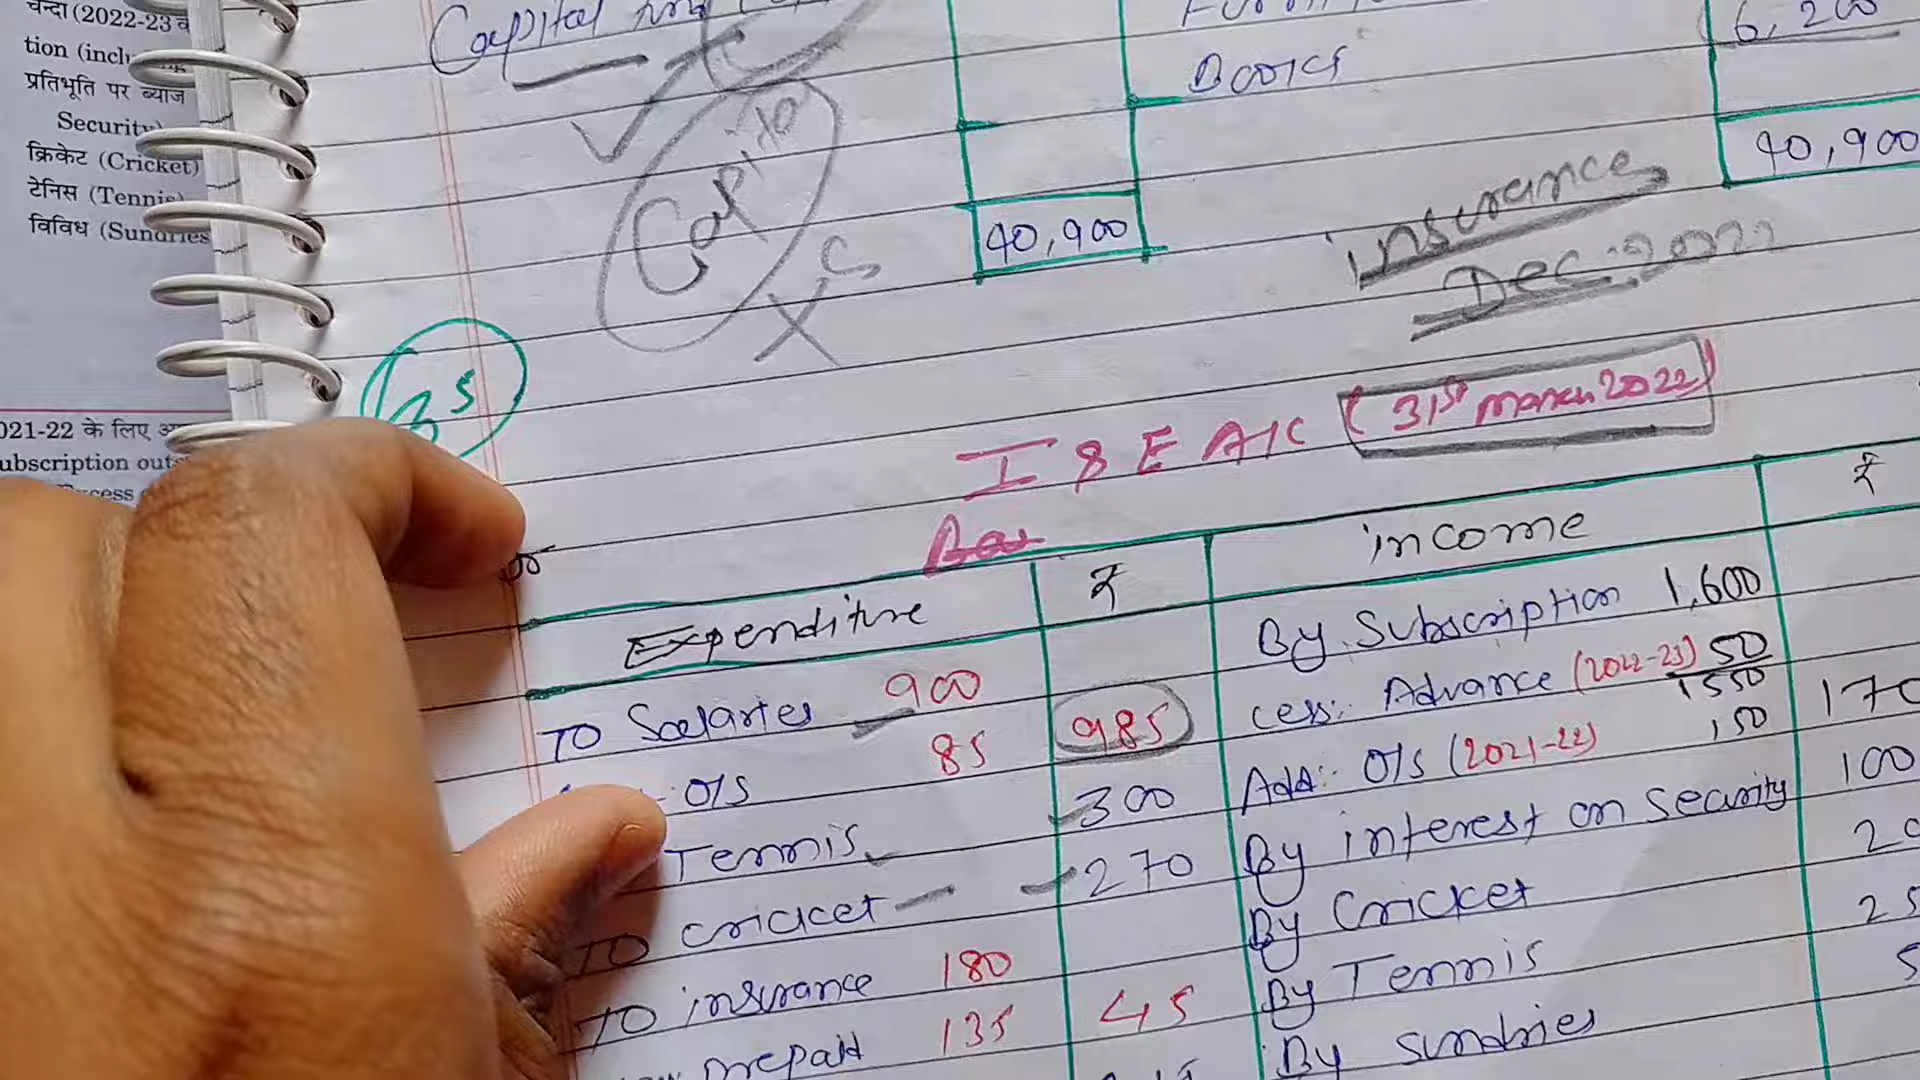 चन्दा (2022-23
tion (incl
प्रतिभूति पर ब्याज
Security)
क्रिकेट (Cricket)
टेनिस (Tennis)
विविध (Sundries
021-22 के लिए
ubscription out
Capital
Books
6,200
Capital
40,900
40,900
insurance
Dec. 2022
35
I & E A/C (31st March 2022)
Expenditure ₹ income ₹
To Salaries 900
O/S 85 985
Tennis 300
To cricket 270
To insurance 180
prepaid 135 45
By Subscription 1,600
Less: Advance (2022-23) 50
1550
Add:- O/S (2021-22) 150 170
By interest on Security 100
By Cricket 20
By Tennis 25
By sundries 5